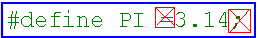 #define PI =3.14;